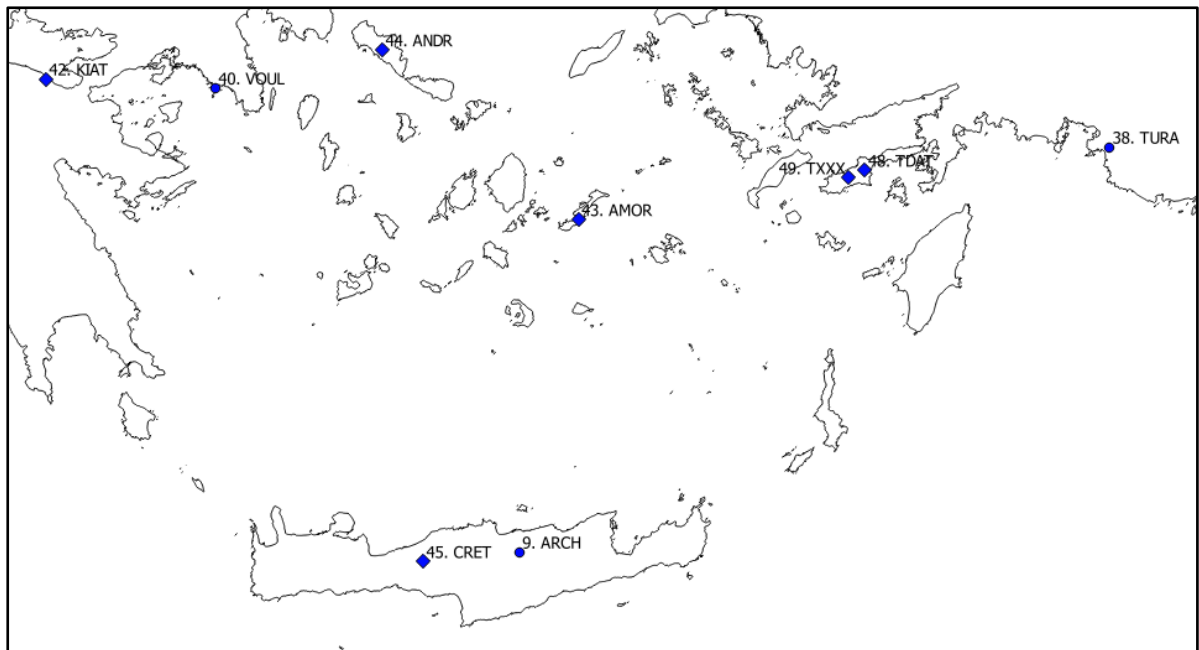 44. ANDR
42. KIAT
40. VOUL
38. TURA
48. TDAT
49. TXXX
43. AMOR
9. ARCH
45. CRET